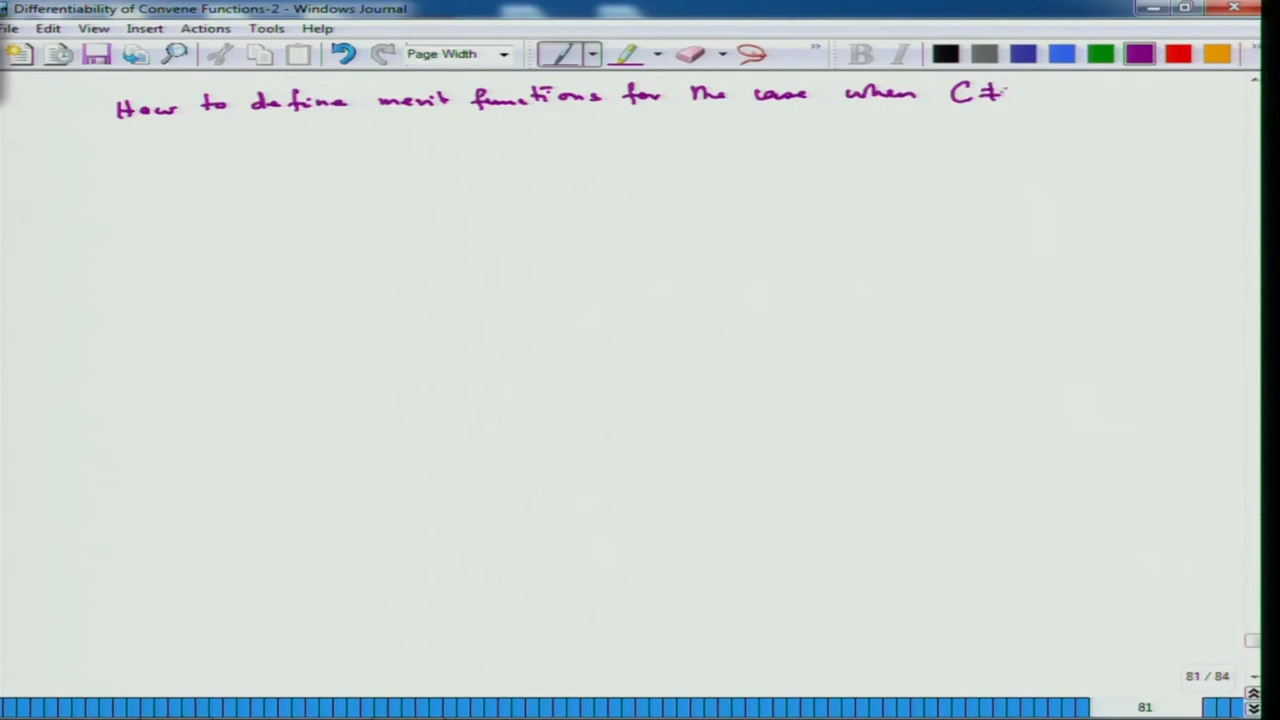 Differentiability of Convene Functions-2 - Windows Journal
File Edit View Insert Actions Tools Help
Page Width
B I
How to define merit functions for the case when C ≠
81 / 84
81